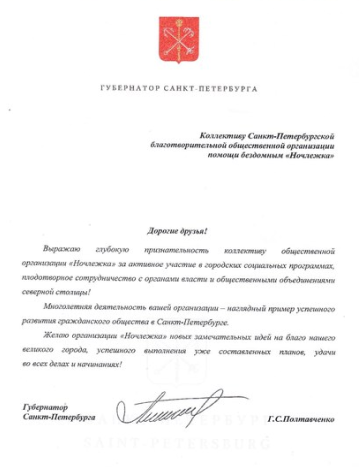 ГУБЕРНАТОР САНКТ-ПЕТЕРБУРГА
Коллективу Санкт-Петербургской
благотворительной общественной организации
помощи бездомным «Ночлежка»
Дорогие друзья!
Выражаю глубокую признательность коллективу общественной
организации «Ночлежка» за активное участие в городских социальных программах,
плодотворное сотрудничество с органами власти и общественными объединениями
северной столицы!
Многолетняя деятельность вашей организации – наглядный пример успешного
развития гражданского общества в Санкт-Петербурге.
Желаю организации «Ночлежка» новых замечательных идей на благо нашего
великого города, успешного выполнения уже составленных планов, удачи
во всех делах и начинаниях!
Губернатор
Санкт-Петербурга
Г.С.Полтавченко
SAINT-PETERSBURG